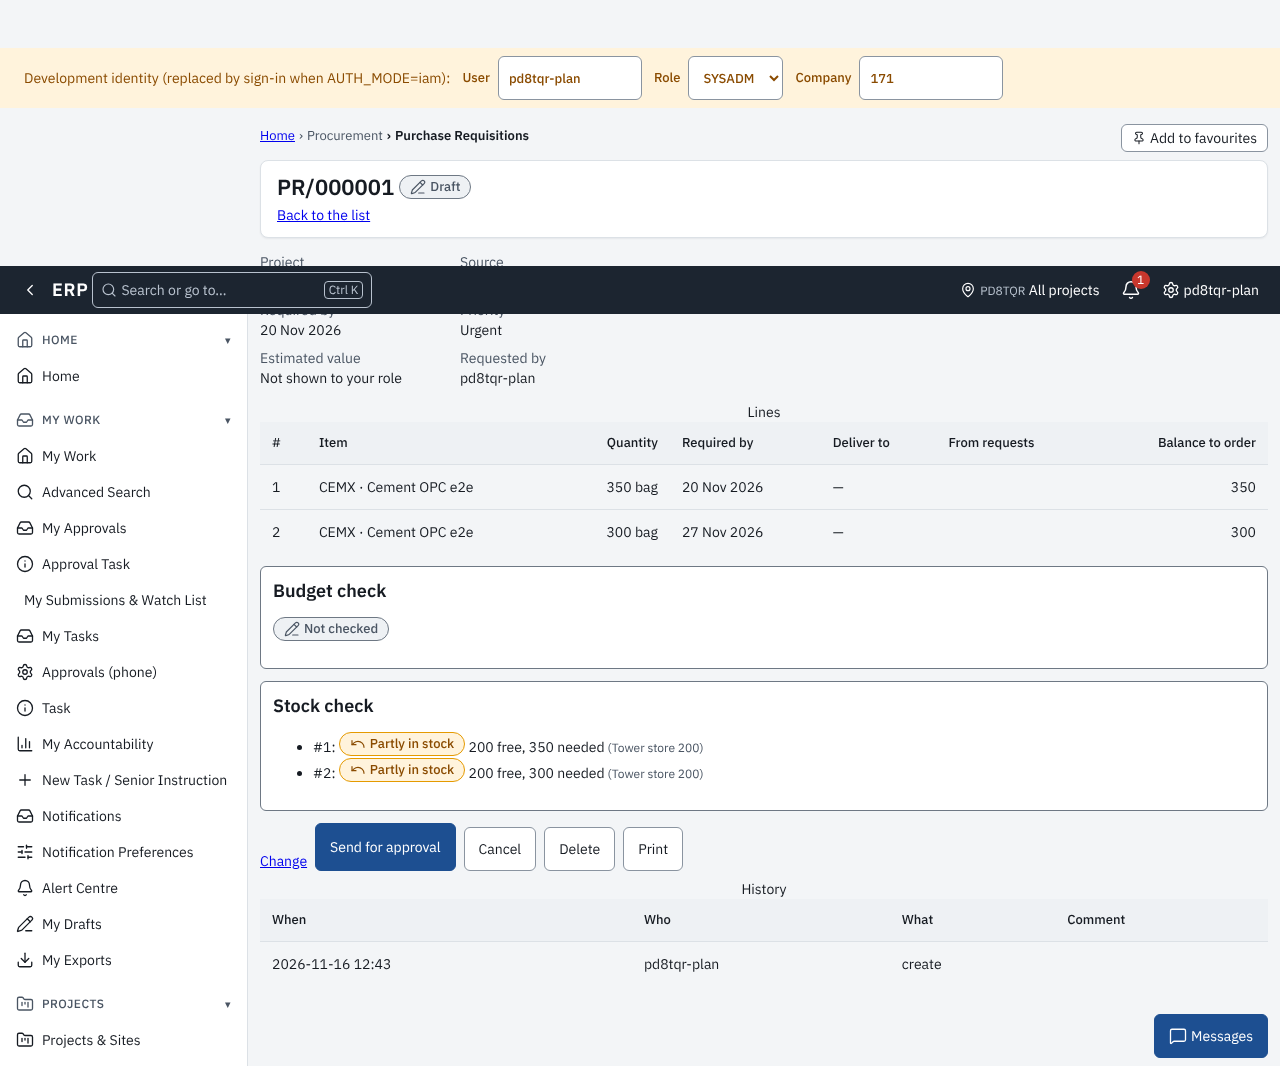 Development identity (replaced by sign-in when AUTH_MODE=iam): User pd8tqr-plan Role SYSADM Company 171
Home › Procurement › Purchase Requisitions
Add to favourites
PR/000001 Draft
Back to the list
Project Source
ERP Search or go to... Ctrl K PD8TQR All projects 1 pd8tqr-plan
Required by Priority
20 Nov 2026 Urgent
Estimated value Requested by
Not shown to your role pd8tqr-plan
Lines
# Item Quantity Required by Deliver to From requests Balance to order
1 CEMX · Cement OPC e2e 350 bag 20 Nov 2026 — 350
2 CEMX · Cement OPC e2e 300 bag 27 Nov 2026 — 300
Budget check
Not checked
Stock check
• #1: Partly in stock 200 free, 350 needed (Tower store 200)
• #2: Partly in stock 200 free, 300 needed (Tower store 200)
Change Send for approval Cancel Delete Print
History
When Who What Comment
2026-11-16 12:43 pd8tqr-plan create
Messages
HOME
Home
MY WORK
My Work
Advanced Search
My Approvals
Approval Task
My Submissions & Watch List
My Tasks
Approvals (phone)
Task
My Accountability
New Task / Senior Instruction
Notifications
Notification Preferences
Alert Centre
My Drafts
My Exports
PROJECTS
Projects & Sites